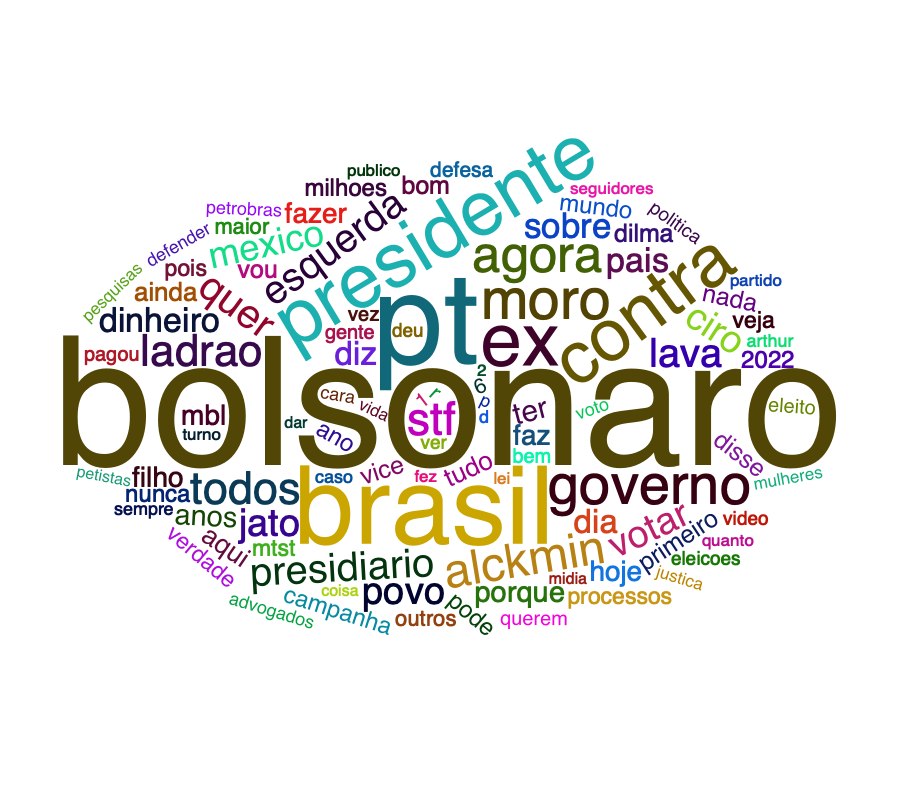 publico
defesa
milhoes
bom
seguidores
presidente
petrobras
fazer
esquerda
mundo
politica
maior
sobre
dilma
defender
mexico
agora
pais
contra
pesquisas
pois
vou
ainda
quer
pt
moro
partido
nada
dinheiro
vez
gente
deu
ex
ciro
veja
pagou
ladrao
diz
lava
arthur
2022
bolsonaro
2
6
p
d
1
r
cara
vida
mbl
turno
dar
ano
stf
ver
ter
faz
bem
voto
eleito
disse
petistas
filho
nunca
todos
caso
vice
fez
tudo
lei
governo
mulheres
sempre
anos
jato
brasil
dia
votar
primeiro
video
verdade
aqui
mtst
alckmin
quanto
eleicoes
presidiario
coisa
povo
porque
midia
hoje
justica
processos
advogados
campanha
outros
pode
querem